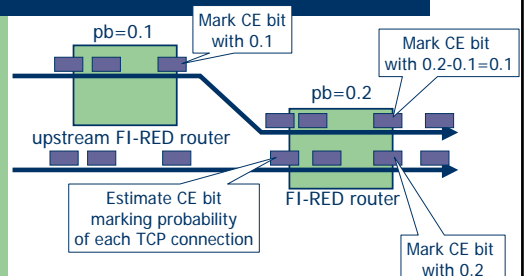 pb=0.1
Mark CE bit
with 0.1
Mark CE bit
with 0.2-0.1=0.1
pb=0.2
upstream FI-RED router
FI-RED router
Estimate CE bit
marking probability
of each TCP connection
Mark CE bit
with 0.2